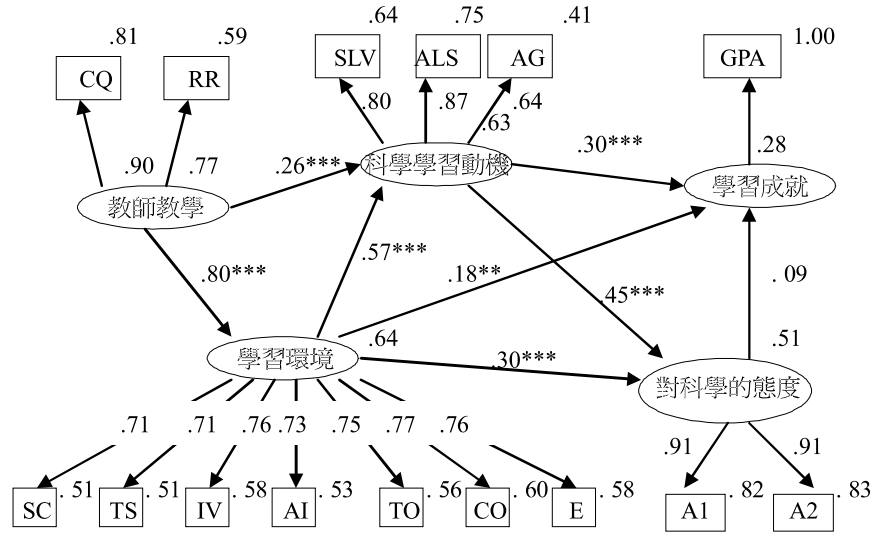 .81 .59 .64 .75 .41 1.00
CQ RR SLV ALS AG GPA
.80 .87 .64
.63
.90 .77 .26*** 科學學習動機 .30*** .28
教師教學 學習成就
.80*** .57*** .18** .45*** . 09
.64 .51
學習環境 .30*** 對科學的態度
.71 .71 .76 .73 .75 .77 .76 .91 .91
SC . 51 TS .51 IV . 58 AI . 53 TO . 56 CO . 60 E . 58 A1 . 82 A2 . 83